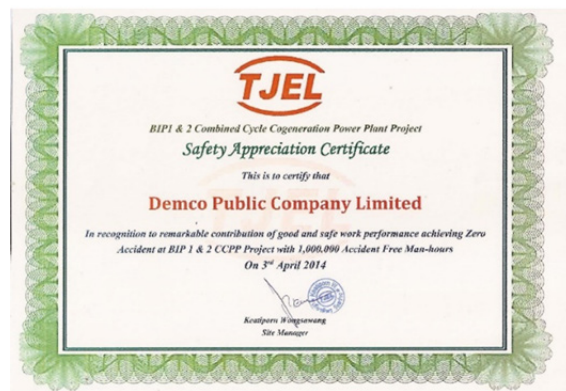 TJEL
BIP1 & 2 Combined Cycle Cogeneration Power Plant Project
Safety Appreciation Certificate
This is to certify that
Demco Public Company Limited
In recognition to remarkable contribution of good and safe work performance achieving Zero
Accident at BIP 1 & 2 CCPP Project with 1,000,000 Accident Free Man-hours
On 3rd April 2014
Keatiporn Wongsawang
Site Manager